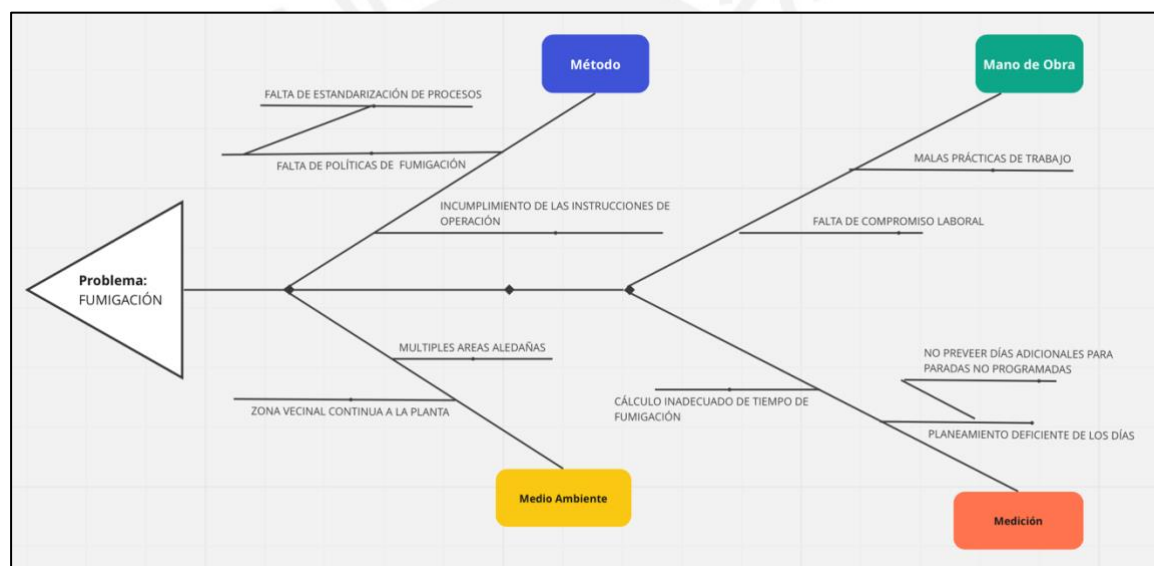 Método
Mano de Obra
FALTA DE ESTANDARIZACIÓN DE PROCESOS
FALTA DE POLÍTICAS DE FUMIGACIÓN
MALAS PRÁCTICAS DE TRABAJO
INCUMPLIMIENTO DE LAS INSTRUCCIONES DE
OPERACIÓN
FALTA DE COMPROMISO LABORAL
Problema:
FUMIGACIÓN
MULTIPLES AREAS ALEDAÑAS
ZONA VECINAL CONTINUA A LA PLANTA
NO PREVEER DÍAS ADICIONALES PARA
PARADAS NO PROGRAMADAS
CÁLCULO INADECUADO DE TIEMPO DE
FUMIGACIÓN
PLANEAMIENTO DEFICIENTE DE LOS DÍAS
Medio Ambiente
Medición